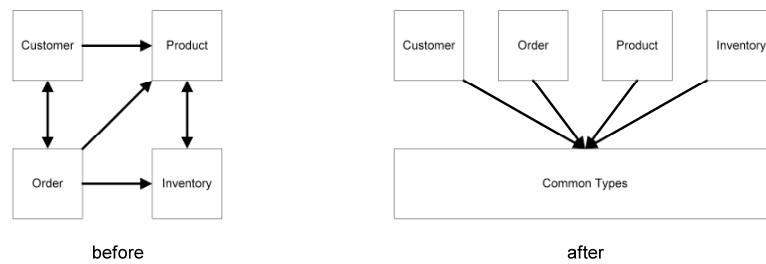 Customer Product
Order Inventory
before
Customer Order Product Inventory
Common Types
after